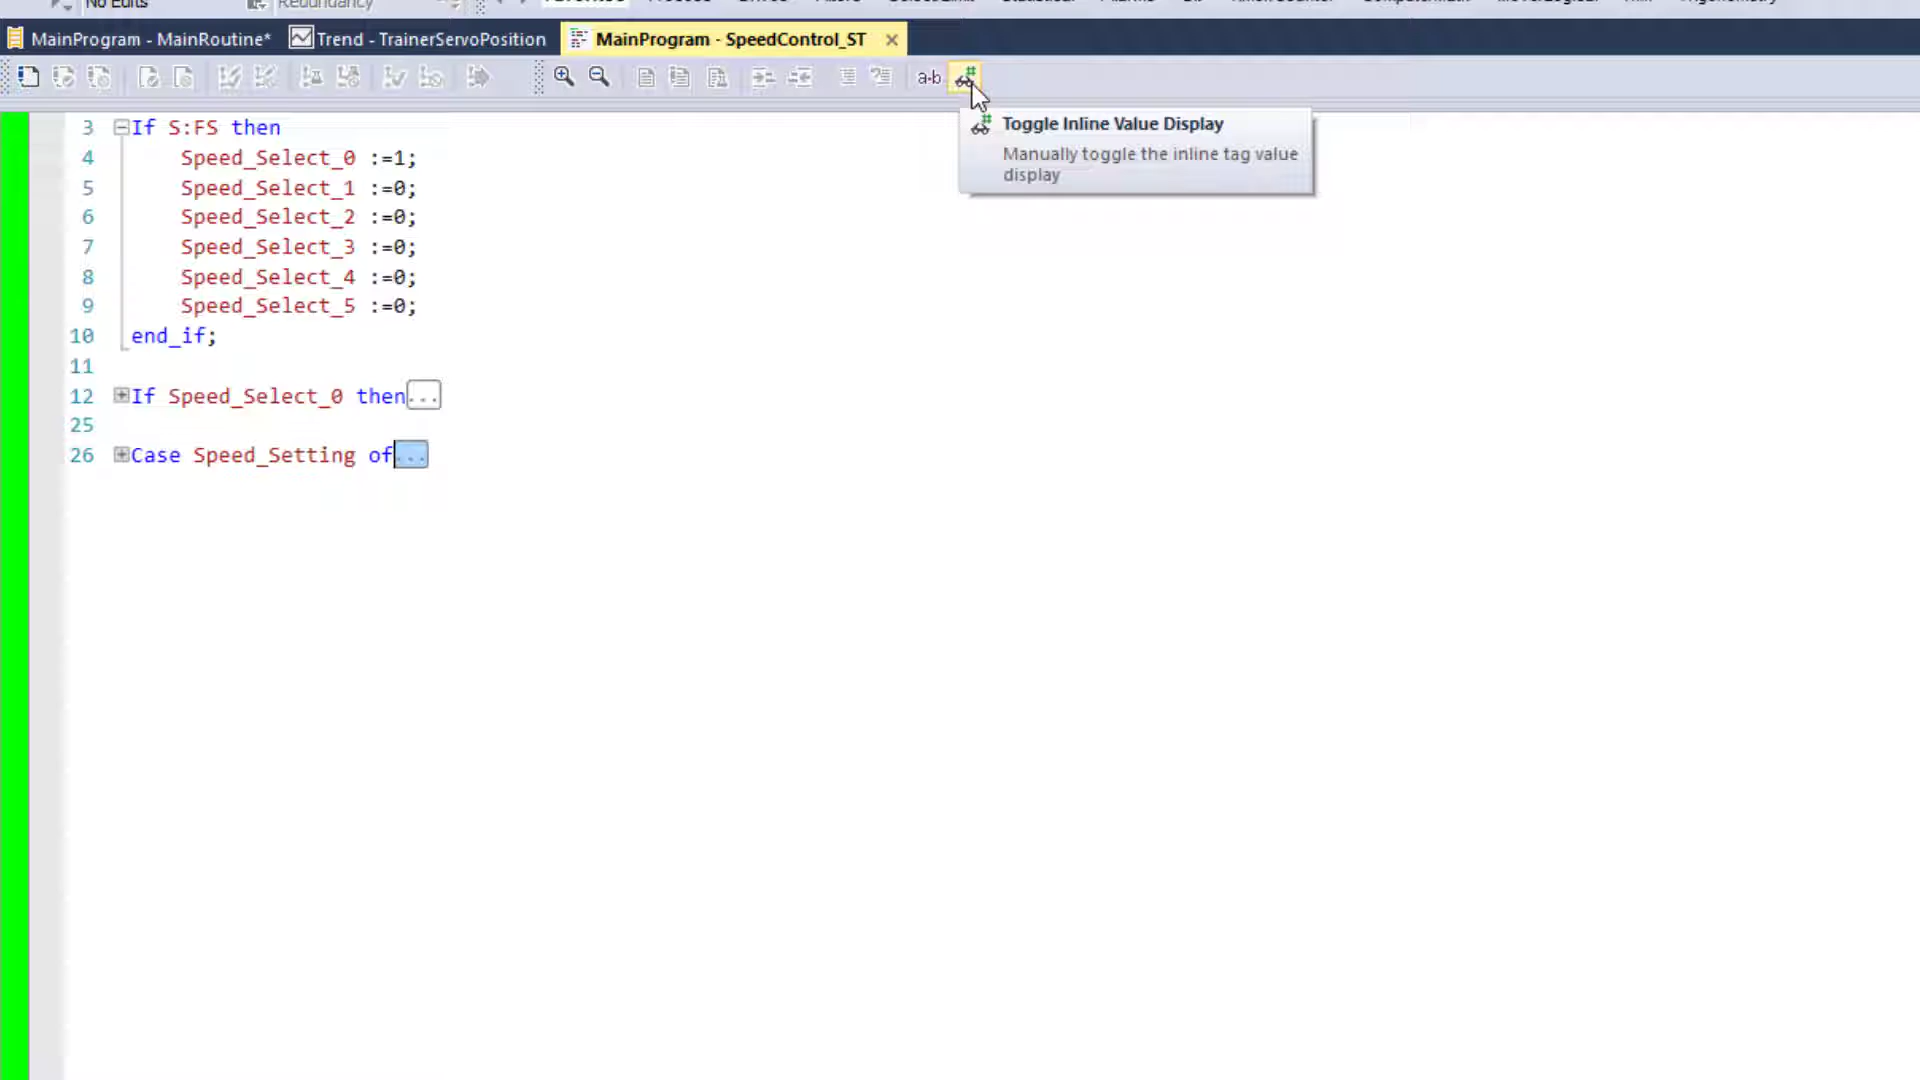 No Edits
Redundancy
MainProgram - MainRoutine*
Trend - TrainerServoPosition
MainProgram - SpeedControl_ST
a-b
Toggle Inline Value Display
Manually toggle the inline tag value
display
3 If S:FS then
4 Speed_Select_0 :=1;
5 Speed_Select_1 :=0;
6 Speed_Select_2 :=0;
7 Speed_Select_3 :=0;
8 Speed_Select_4 :=0;
9 Speed_Select_5 :=0;
10 end_if;
11
12 If Speed_Select_0 then...
25
26 Case Speed_Setting of...